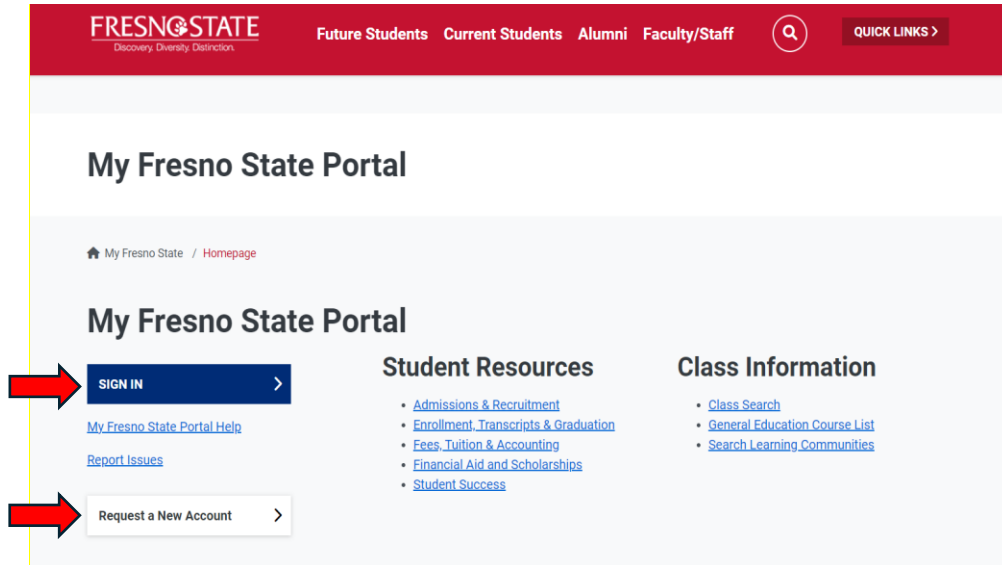 FRESNO STATE
Discovery. Diversity. Distinction.
Future Students Current Students Alumni Faculty/Staff
QUICK LINKS >
My Fresno State Portal
My Fresno State / Homepage
My Fresno State Portal
SIGN IN >
My Fresno State Portal Help
Report Issues
Request a New Account >
Student Resources
• Admissions & Recruitment
• Enrollment, Transcripts & Graduation
• Fees, Tuition & Accounting
• Financial Aid and Scholarships
• Student Success
Class Information
• Class Search
• General Education Course List
• Search Learning Communities